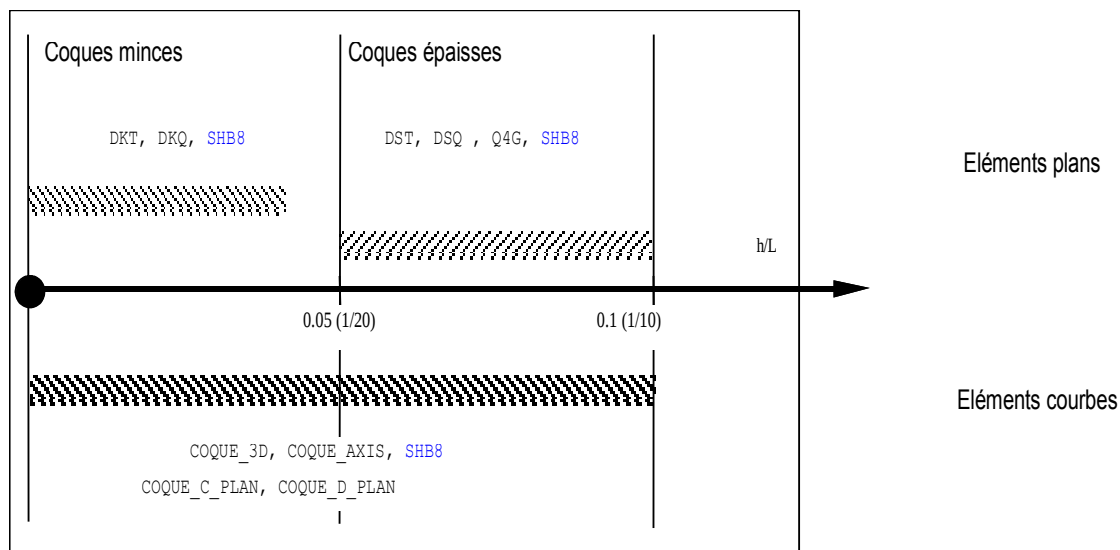 Coques minces
Coques épaisses
DKT, DKQ, SHB8
DST, DSQ , Q4G, SHB8
Eléments plans
h/L
0.05 (1/20)
0.1 (1/10)
Eléments courbes
COQUE_3D, COQUE_AXIS, SHB8
COQUE_C_PLAN, COQUE_D_PLAN